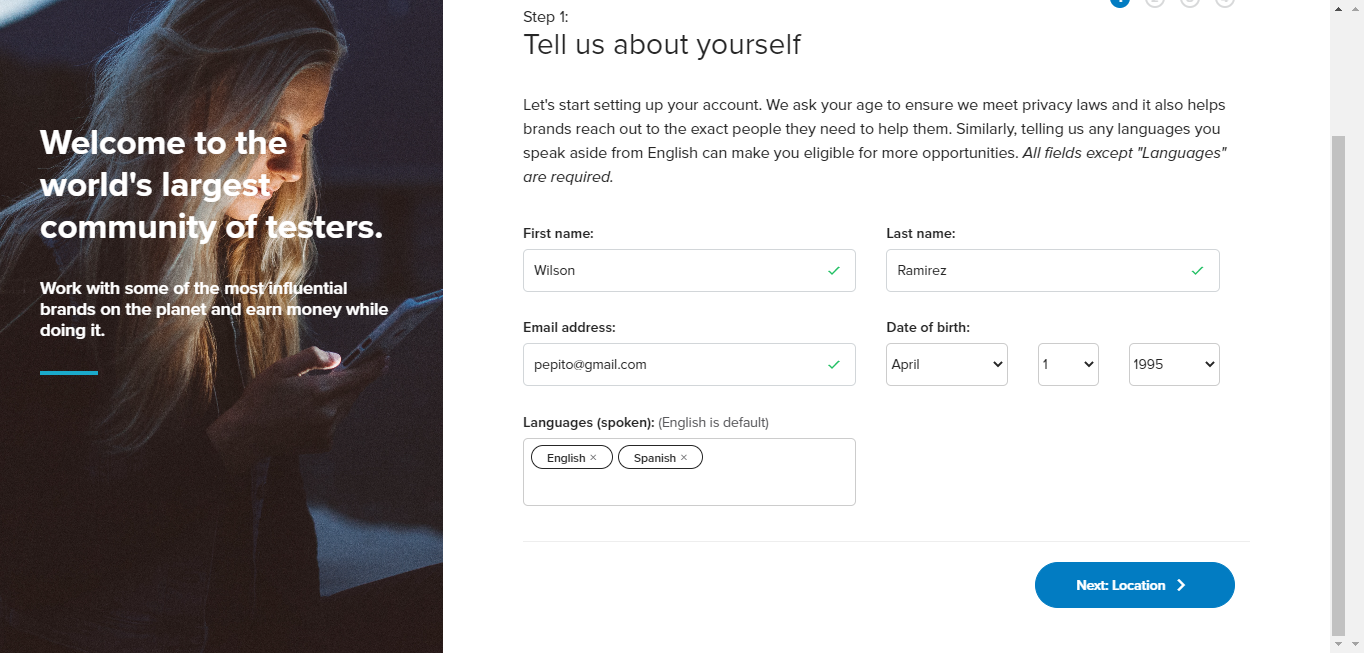 Welcome to the
world's largest
community of testers.
Work with some of the most influential
brands on the planet and earn money while
doing it.
Step 1:
Tell us about yourself
Let's start setting up your account. We ask your age to ensure we meet privacy laws and it also helps
brands reach out to the exact people they need to help them. Similarly, telling us any languages you
speak aside from English can make you eligible for more opportunities. All fields except "Languages"
are required.
First name:
Last name:
Wilson
Ramirez
Email address:
Date of birth:
pepito@gmail.com
April
1
1995
Languages (spoken): (English is default)
English ×
Spanish ×
Next: Location